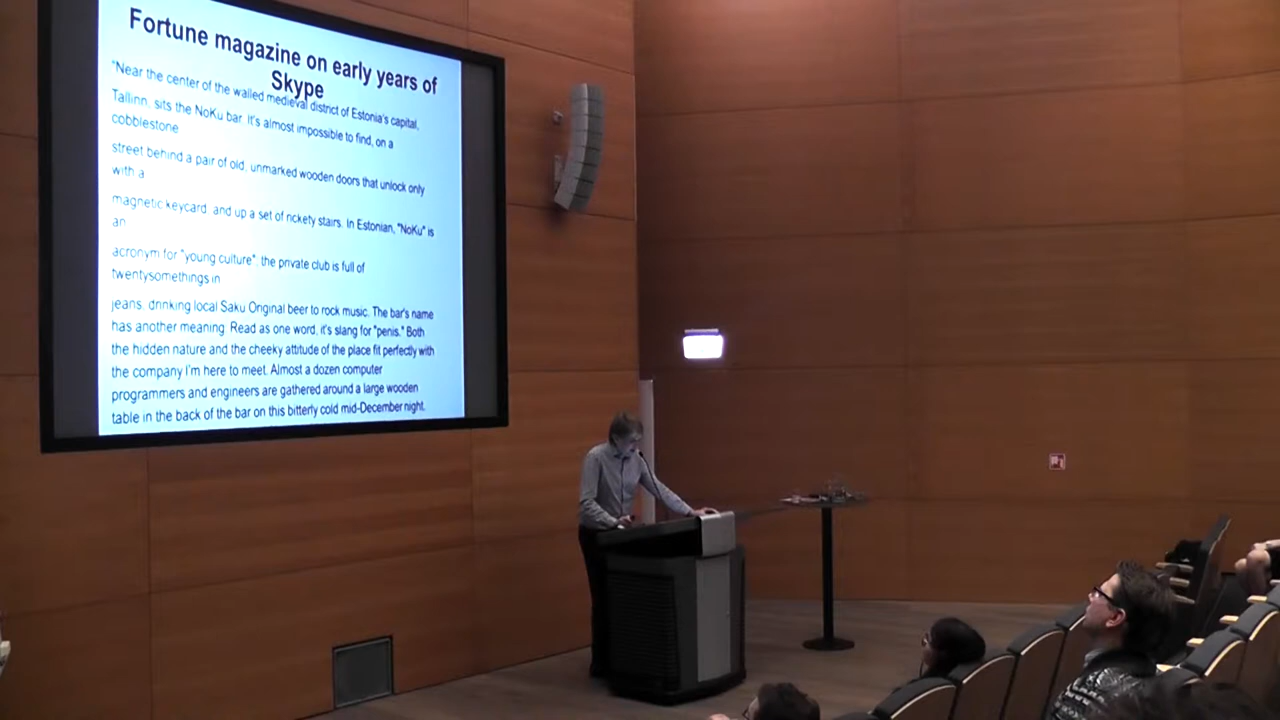 Fortune magazine on early years of
Skype
"Near the center of the walled medieval district of Estonia's capital,
Tallinn, sits the NoKu bar. It's almost impossible to find, on a
cobblestone
street behind a pair of old, unmarked wooden doors that unlock only
with a
magnetic keycard, and up a set of rickety stairs. In Estonian, "NoKu" is
an
acronym for "young culture"; the private club is full of
twentysomethings in
jeans, drinking local Saku Original beer to rock music. The bar's name
has another meaning. Read as one word, it's slang for "penis." Both
the hidden nature and the cheeky attitude of the place fit perfectly with
the company I'm here to meet. Almost a dozen computer
programmers and engineers are gathered around a large wooden
table in the back of the bar on this bitterly cold mid-December night.